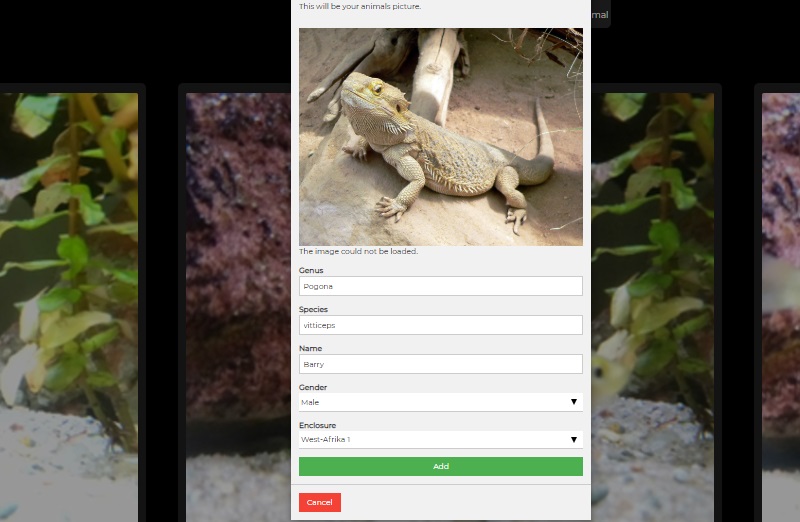 This will be your animals picture.
mal
The image could not be loaded.
Genus
Pogona
Species
vitticeps
Name
Barry
Gender
Male
Enclosure
West-Afrika 1
Add
Cancel